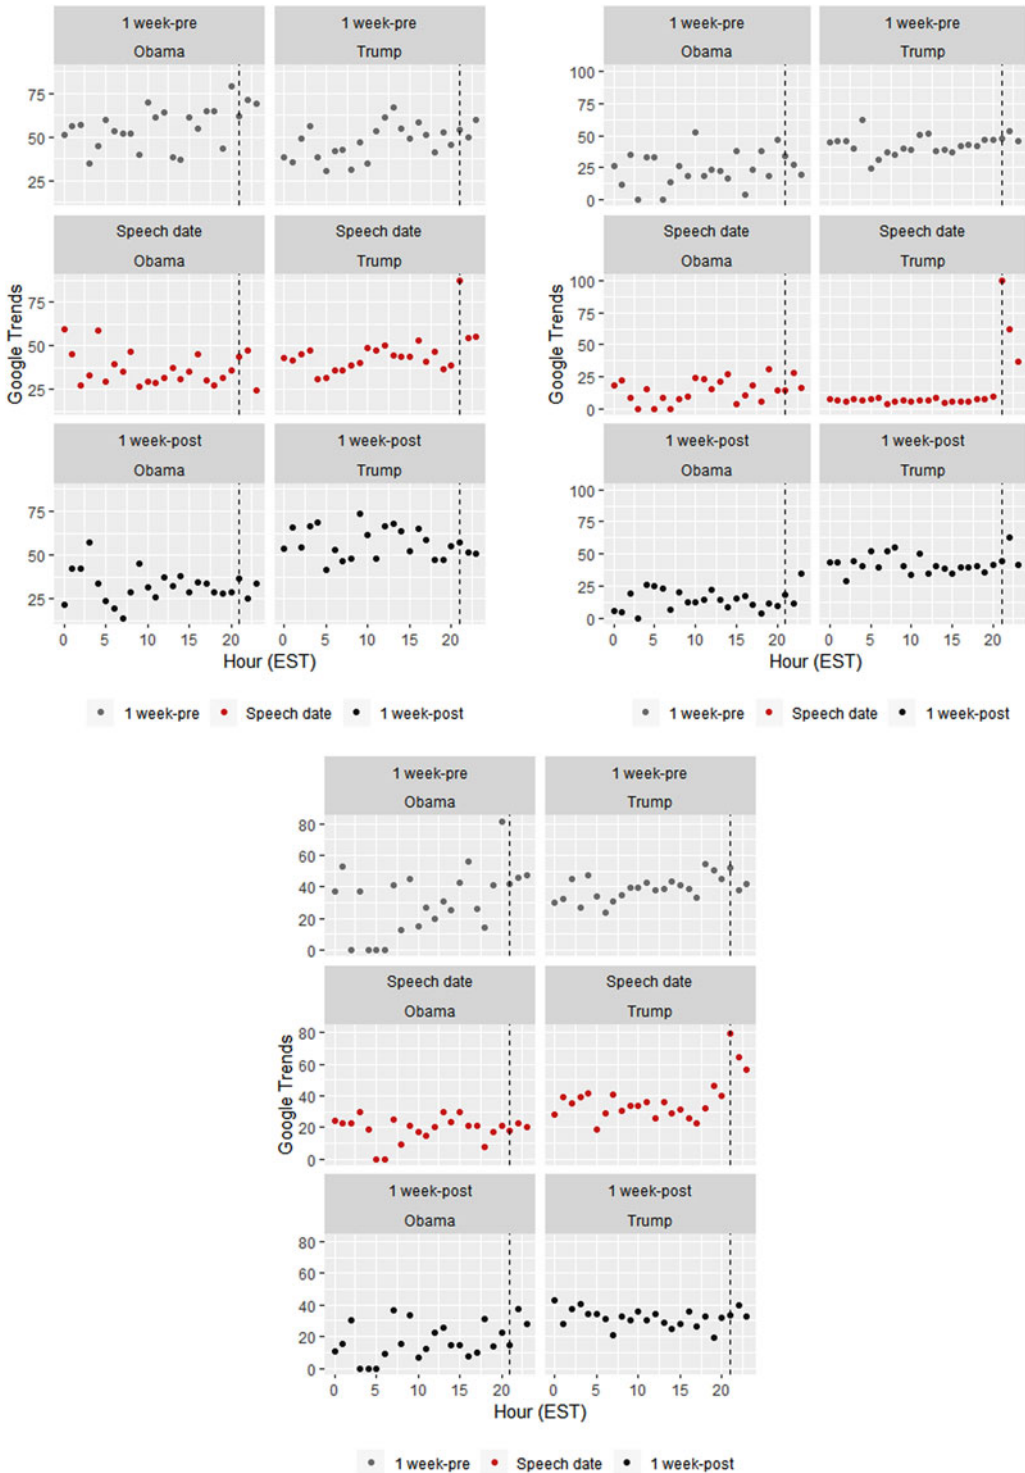 1 week-pre 1 week-pre
Obama Trump
75
50
25
Speech date Speech date
Obama Trump
75
50
25
1 week-post 1 week-post
Obama Trump
75
50
25
0 5 10 15 20 0 5 10 15 20
Google Trends
Hour (EST)
1 week-pre Speech date 1 week-post
1 week-pre 1 week-pre
Obama Trump
100
75
50
25
0
Speech date Speech date
Obama Trump
100
75
50
25
0
1 week-post 1 week-post
Obama Trump
100
75
50
25
0
0 5 10 15 20 0 5 10 15 20
Google Trends
Hour (EST)
1 week-pre Speech date 1 week-post
1 week-pre 1 week-pre
Obama Trump
80
60
40
20
0
Speech date Speech date
Obama Trump
80
60
40
20
0
1 week-post 1 week-post
Obama Trump
80
60
40
20
0
0 5 10 15 20 0 5 10 15 20
Google Trends
Hour (EST)
1 week-pre Speech date 1 week-post